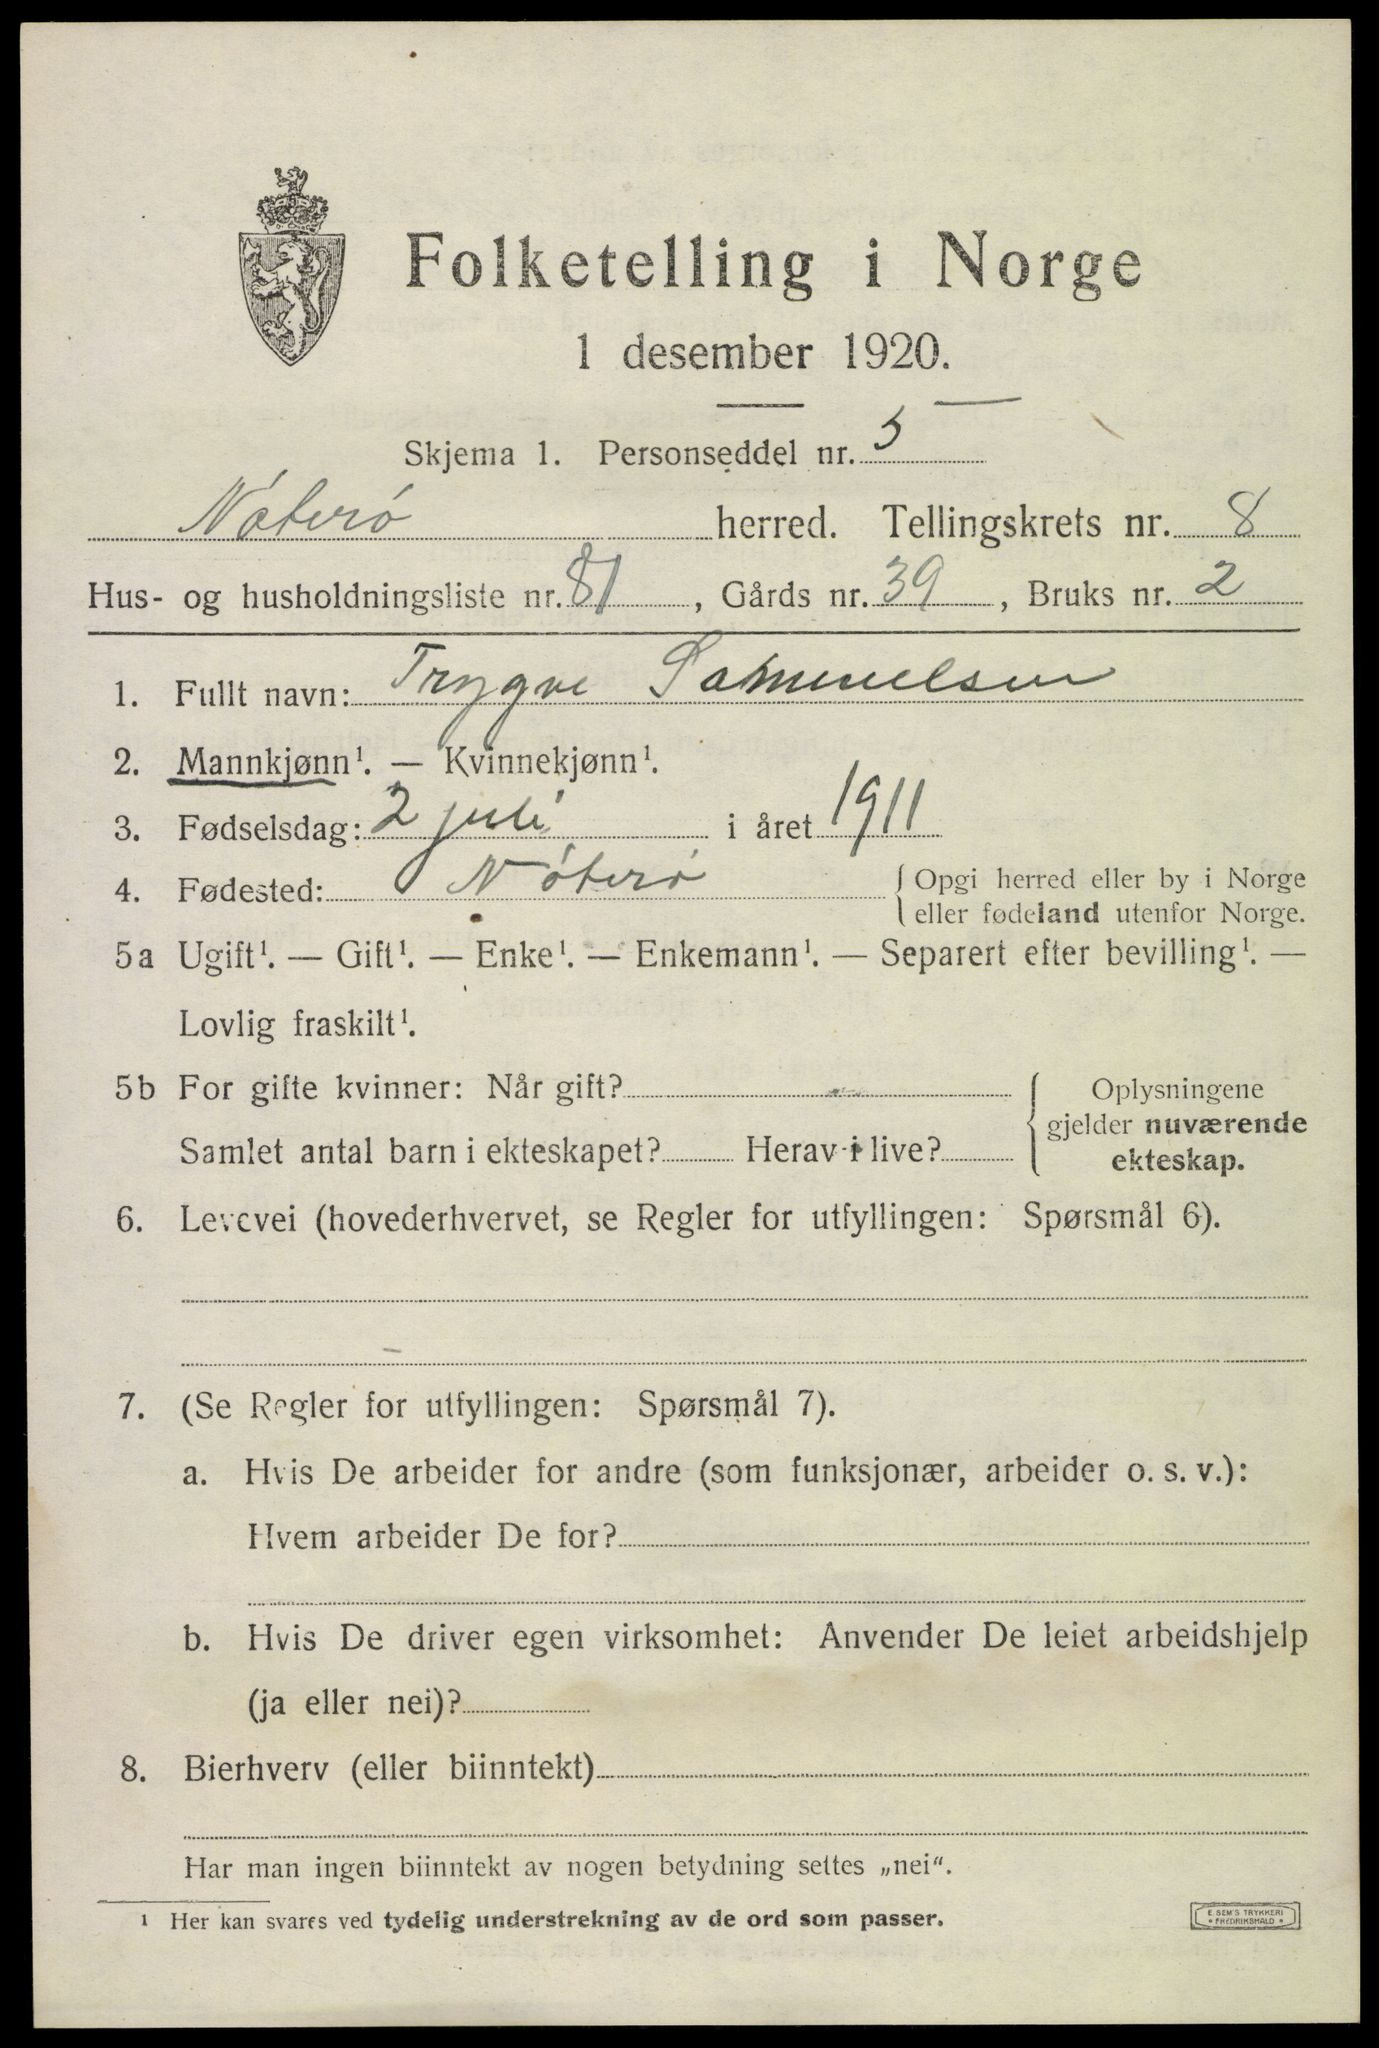 Folketelling i Norge
1 desember 1920.
Skjema 1. Personseddel nr. 5
Nóteró herred. Tellingskrets nr. 8
Hus- og husholdningsliste nr. 81, Gårds nr. 39, Bruks nr. 2
1. Fullt navn: Trygve Samuelsen
2. Mannkjønn¹. — Kvinnekjønn¹.
3. Fødselsdag: 2 juli i året 1911
4. Fødested: Nóteró { Opgi herred eller by i Norge
eller fødeland utenfor Norge.
5a Ugift¹. — Gift¹. — Enke¹. — Enkemann¹. — Separert efter bevilling¹. —
Lovlig fraskilt¹.
5b For gifte kvinner: Når gift? { Oplysningene
gjelder nuværende
Samlet antal barn i ekteskapet? Herav i live? ekteskap.
6. Levevei (hovederhvervet, se Regler for utfyllingen: Spørsmål 6).
7. (Se Regler for utfyllingen: Spørsmål 7).
a. Hvis De arbeider for andre (som funksjonær, arbeider o. s. v.):
Hvem arbeider De for?
b. Hvis De driver egen virksomhet: Anvender De leiet arbeidshjelp
(ja eller nei)?
8. Bierhverv (eller biinntekt)
Har man ingen biinntekt av nogen betydning settes „nei“.
¹ Her kan svares ved tydelig understrekning av de ord som passer.
E. SEM'S TRYKKERI
• FREDRIKSHALD •